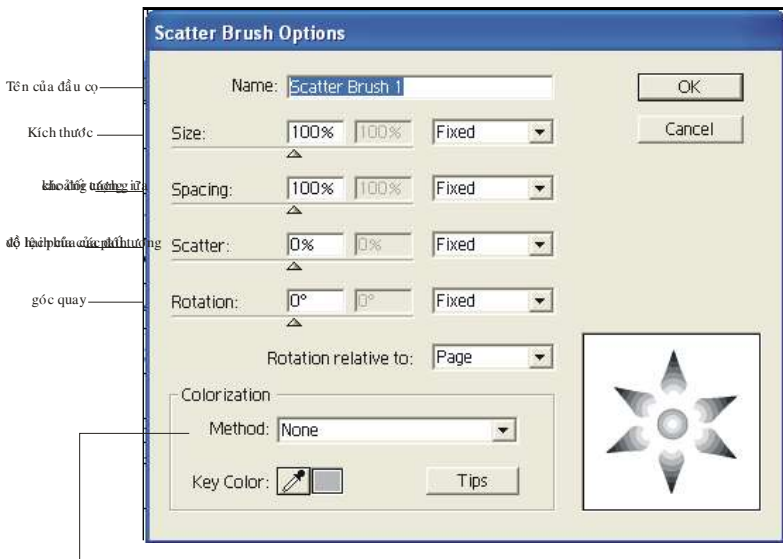 Scatter Brush Options
Tên của đầu cọ
Name: Scatter Brush 1
OK
Kích thước
Size: 100% 100% Fixed
Cancel
Spacing: 100% 100% Fixed
Scatter: 0% 0% Fixed
góc quay
Rotation: 0° 0° Fixed
Rotation relative to: Page
Colorization
Method: None
Key Color:
Tips